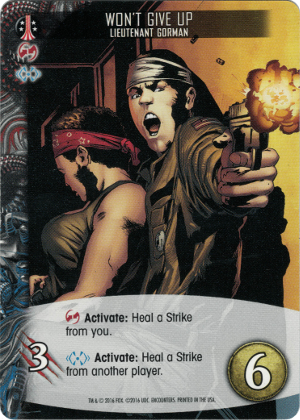 WON'T GIVE UP
LIEUTENANT GORMAN
Activate: Heal a Strike
from you.
3
Activate: Heal a Strike
from another player.
6
TM & © 2016 FOX. ©2016 UDC. ENCOUNTERS. PRINTED IN THE USA.